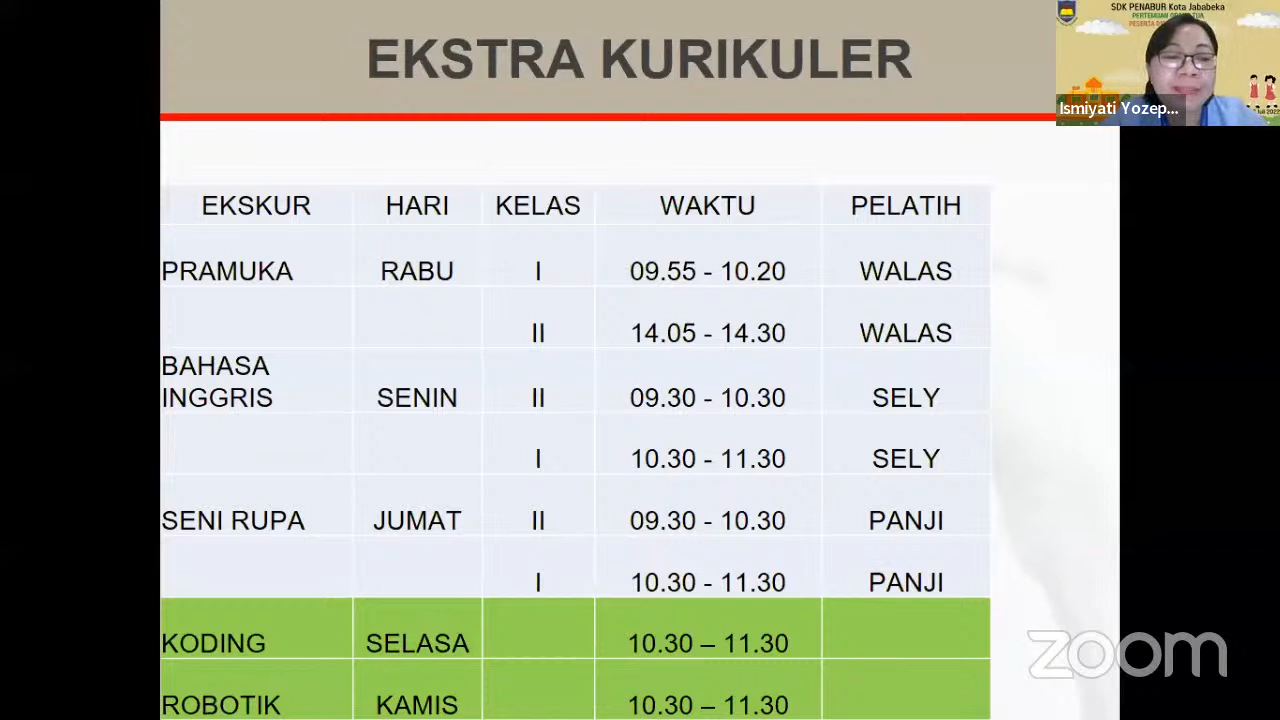 EKSTRA KURIKULER
SDK PENABUR Kota Jababeka
Ismiyati Yozep...
EKSKUR HARI KELAS WAKTU PELATIH
PRAMUKA RABU I 09.55 - 10.20 WALAS
II 14.05 - 14.30 WALAS
BAHASA
INGGRIS SENIN II 09.30 - 10.30 SELY
I 10.30 - 11.30 SELY
SENI RUPA JUMAT II 09.30 - 10.30 PANJI
I 10.30 - 11.30 PANJI
KODING SELASA 10.30 – 11.30
ROBOTIK KAMIS 10.30 – 11.30
zoom